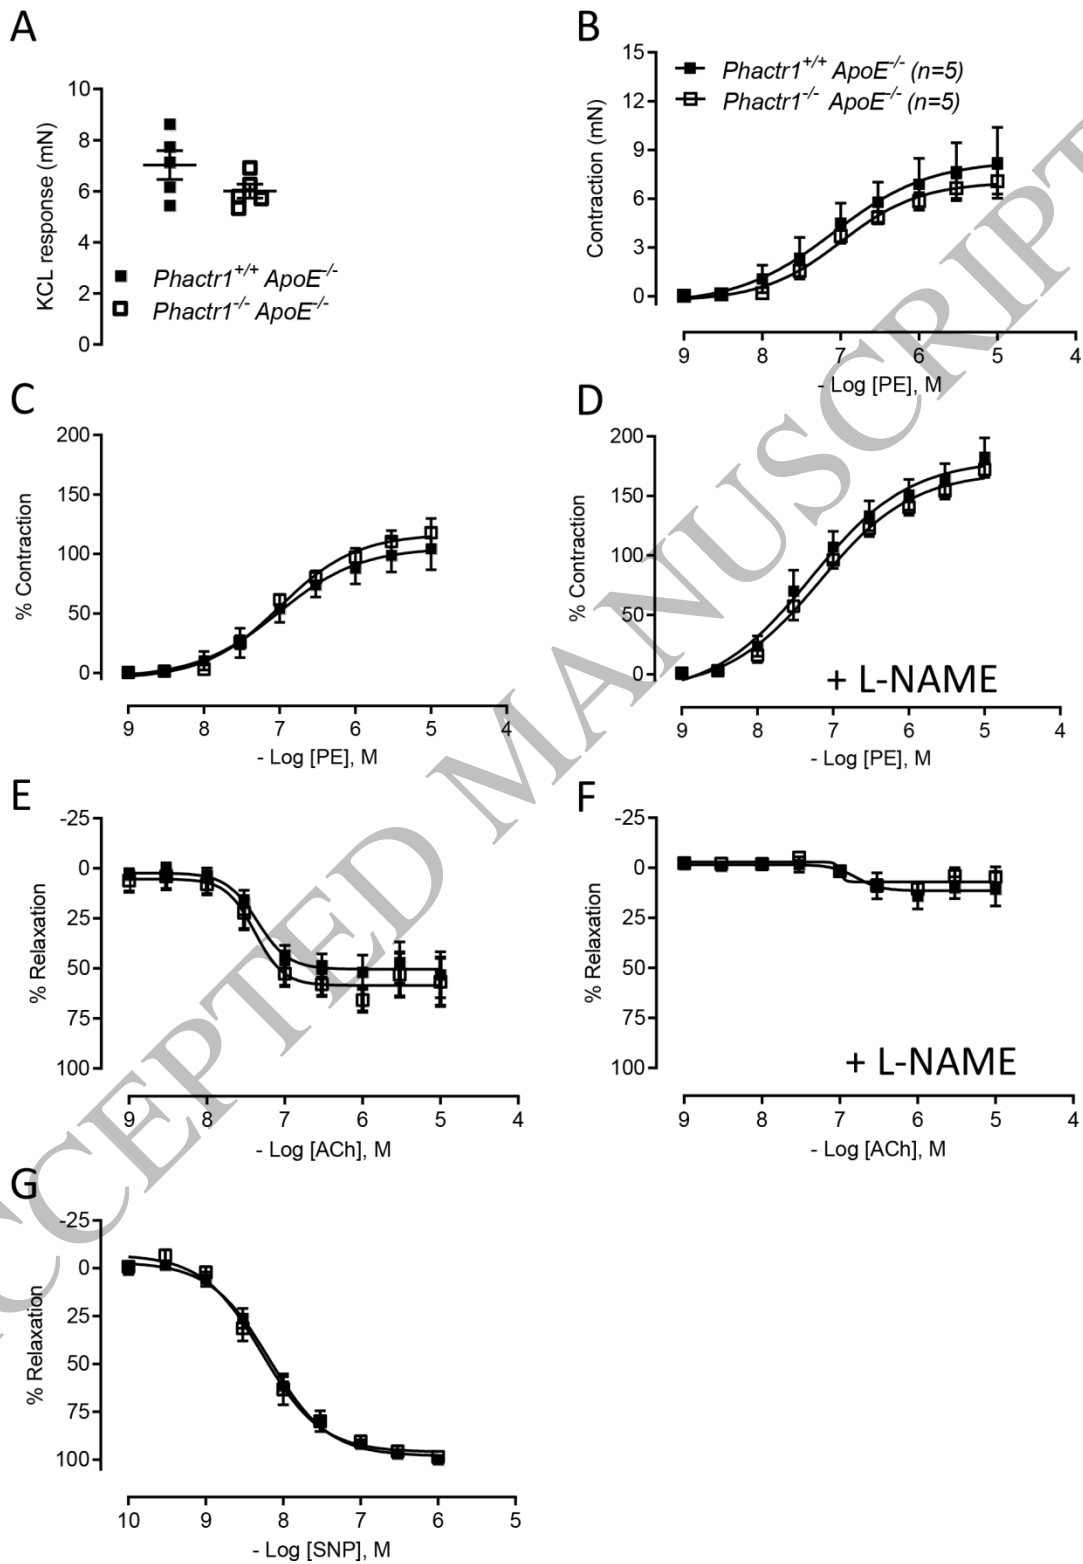 A
10
8
6
4
2
0
KCL response (mN)
Phactr1+/+ ApoE-/-
Phactr1-/- ApoE-/-
B
15
12
9
6
3
0
Contraction (mN)
Phactr1+/+ ApoE-/- (n=5)
Phactr1-/- ApoE-/- (n=5)
9 8 7 6 5 4
- Log [PE], M
C
200
150
100
50
0
% Contraction
9 8 7 6 5 4
- Log [PE], M
D
200
150
100
50
0
% Contraction
+ L-NAME
9 8 7 6 5 4
- Log [PE], M
E
-25
0
25
50
75
100
% Relaxation
9 8 7 6 5 4
- Log [ACh], M
F
-25
0
25
50
75
100
% Relaxation
+ L-NAME
9 8 7 6 5 4
- Log [ACh], M
G
-25
0
25
50
75
100
% Relaxation
10 9 8 7 6 5
- Log [SNP], M
CCEPTED MANUSCRIPT